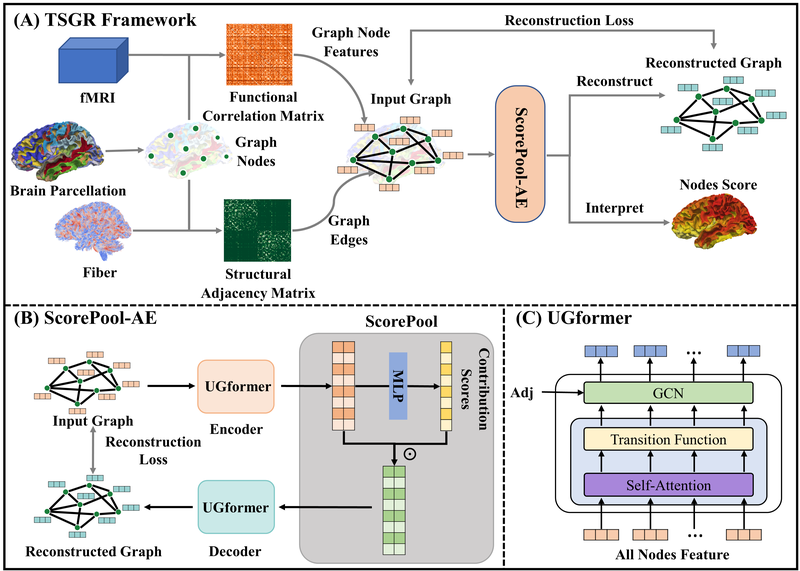 (A) TSGR Framework
fMRI
Functional
Correlation Matrix
Graph Node
Features
Brain Parcellation
Graph
Nodes
Fiber
Structural
Adjacency Matrix
Graph
Edges
Input Graph
Reconstruction Loss
ScorePool-AE
Reconstruct
Reconstructed Graph
Interpret
Nodes Score
(B) ScorePool-AE
Input Graph
Reconstruction
Loss
Reconstructed Graph
UGformer
Encoder
UGformer
Decoder
ScorePool
MLP
Contribution
Scores
⊙
(C) UGformer
Adj
GCN
Transition Function
Self-Attention
All Nodes Feature